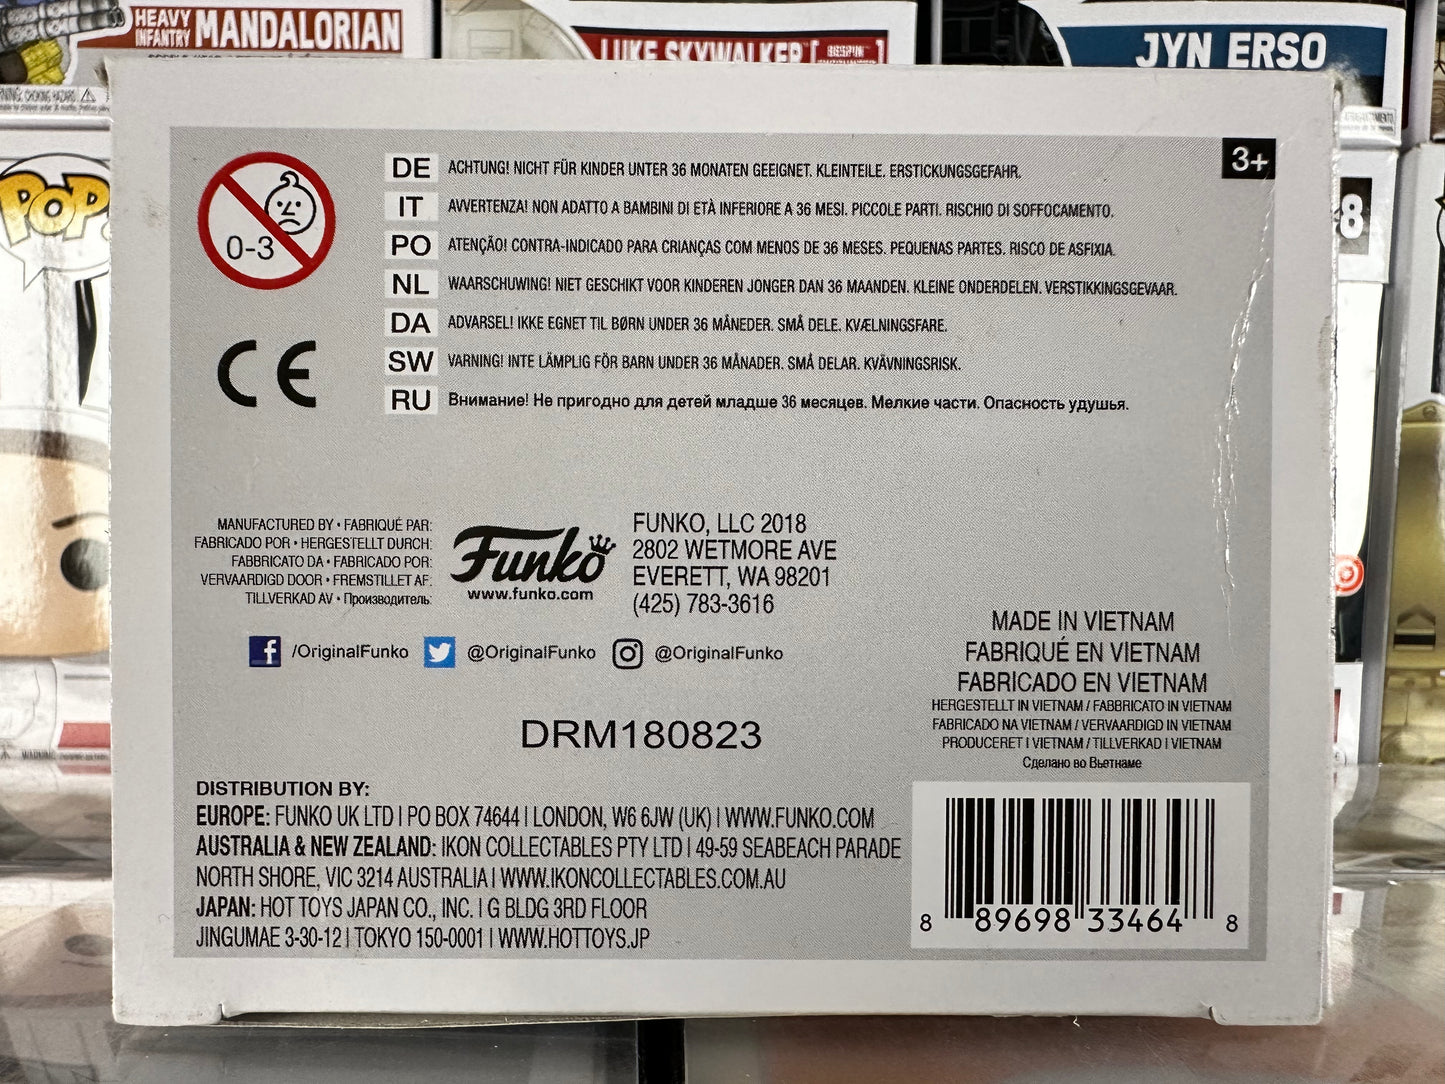 HEAVY INFANTRY MANDALORIAN
LUKE SKYWALKER
JYN ERSO
POP
8
3+
0-3
DE ACHTUNG! NICHT FÜR KINDER UNTER 36 MONATEN GEEIGNET. KLEINTEILE. ERSTICKUNGSGEFAHR.
IT AVVERTENZA! NON ADATTO A BAMBINI DI ETÀ INFERIORE A 36 MESI. PICCOLE PARTI. RISCHIO DI SOFFOCAMENTO.
PO ATENÇÃO! CONTRA-INDICADO PARA CRIANÇAS COM MENOS DE 36 MESES. PEQUENAS PARTES. RISCO DE ASFIXIA.
NL WAARSCHUWING! NIET GESCHIKT VOOR KINDEREN JONGER DAN 36 MAANDEN. KLEINE ONDERDELEN. VERSTIKKINGSGEVAAR.
DA ADVARSEL! IKKE EGNET TIL BØRN UNDER 36 MÅNEDER. SMÅ DELE. KVÆLNINGSFARE.
SW VARNING! INTE LÄMPLIG FÖR BARN UNDER 36 MÅNADER. SMÅ DELAR. KVÄVNINGSRISK.
RU Внимание! Не пригодно для детей младше 36 месяцев. Мелкие части. Опасность удушья.
CE
MANUFACTURED BY • FABRIQUÉ PAR:
FABRICADO POR • HERGESTELLT DURCH:
FABBRICATO DA • FABRICADO POR:
VERVAARDIGD DOOR • FREMSTILLET AF:
TILLVERKAD AV • Производитель:
Funko
www.funko.com
FUNKO, LLC 2018
2802 WETMORE AVE
EVERETT, WA 98201
(425) 783-3616
/OriginalFunko @OriginalFunko @OriginalFunko
DRM180823
MADE IN VIETNAM
FABRIQUÉ EN VIETNAM
FABRICADO EN VIETNAM
HERGESTELLT IN VIETNAM / FABBRICATO IN VIETNAM
FABRICADO NA VIETNAM / VERVAARDIGD IN VIETNAM
PRODUCERET I VIETNAM / TILLVERKAD I VIETNAM
Сделано во Вьетнаме
DISTRIBUTION BY:
EUROPE: FUNKO UK LTD | PO BOX 74644 | LONDON, W6 6JW (UK) | WWW.FUNKO.COM
AUSTRALIA & NEW ZEALAND: IKON COLLECTABLES PTY LTD | 49-59 SEABEACH PARADE
NORTH SHORE, VIC 3214 AUSTRALIA | WWW.IKONCOLLECTABLES.COM.AU
JAPAN: HOT TOYS JAPAN CO., INC. | G BLDG 3RD FLOOR
JINGUMAE 3-30-12 | TOKYO 150-0001 | WWW.HOTTOYS.JP
8 89698 33464 8